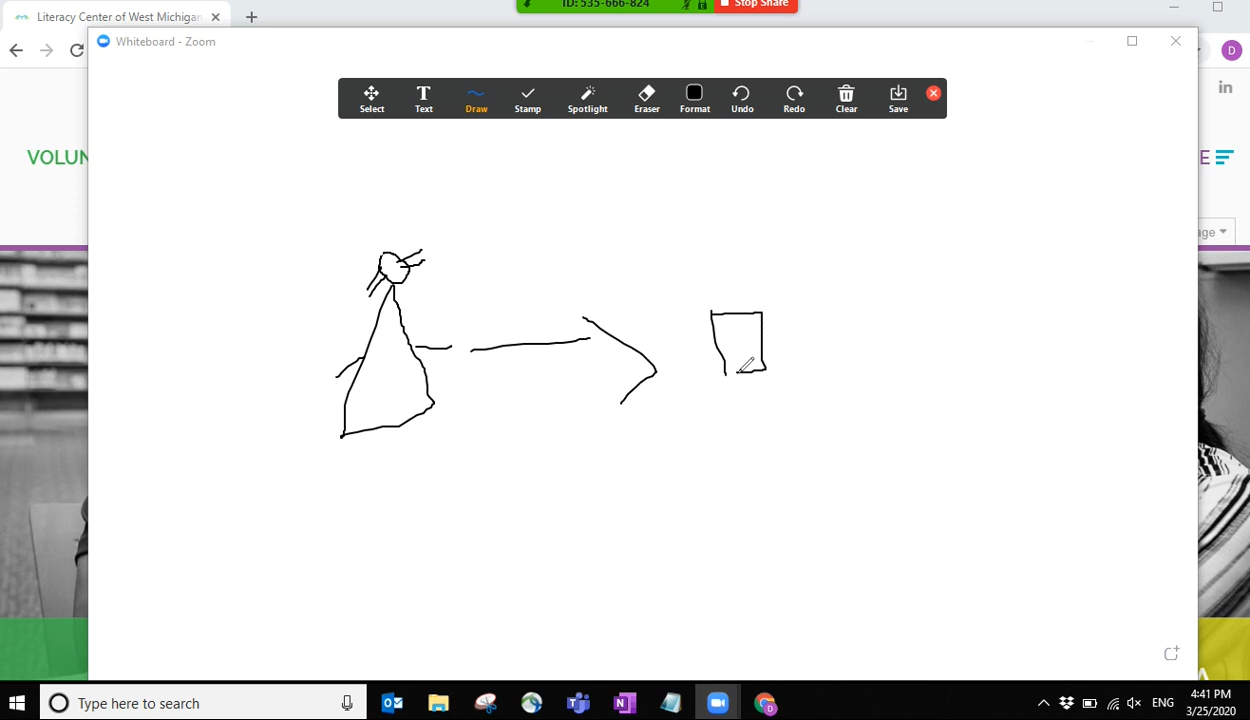 ID: 535-666-824
Stop Share
Literacy Center of West Michigan
Whiteboard - Zoom
D
Select
Text
Draw
Stamp
Spotlight
Eraser
Format
Undo
Redo
Clear
Save
in
VOLUN
E
age
Type here to search
ENG
4:41 PM
3/25/2020